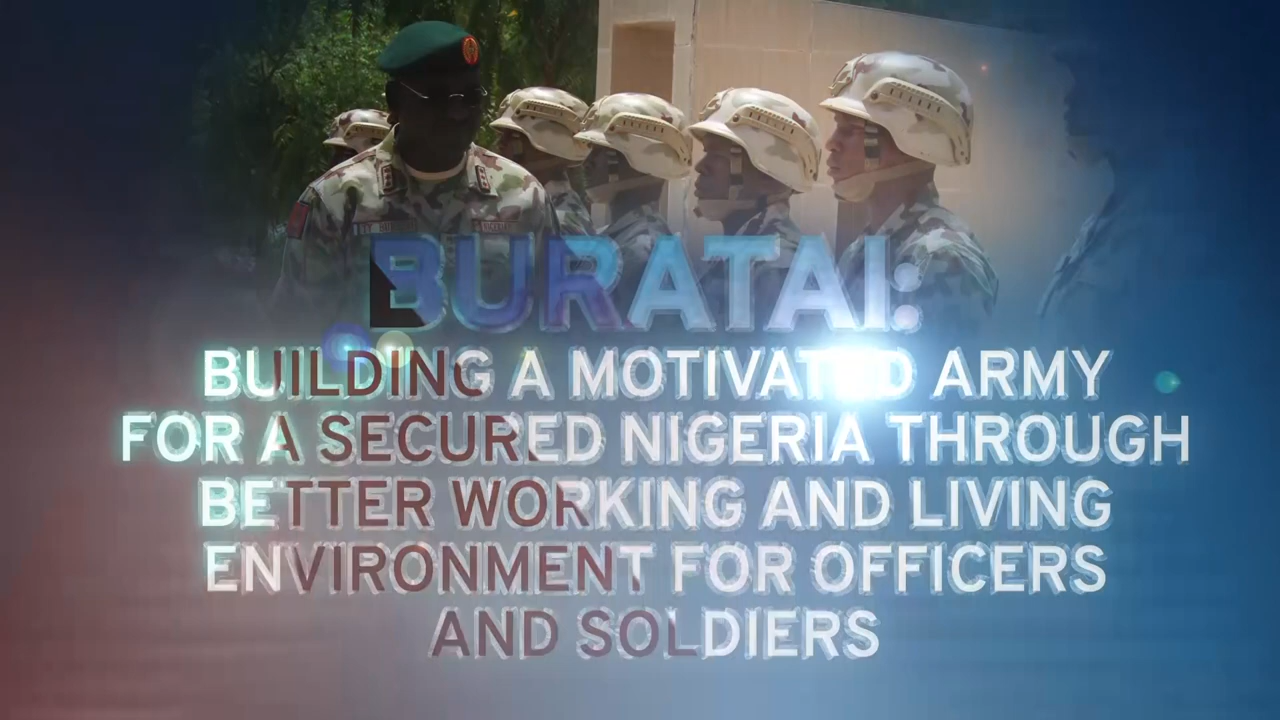 BURATAI:
BUILDING A MOTIVATED ARMY
FOR A SECURED NIGERIA THROUGH
BETTER WORKING AND LIVING
ENVIRONMENT FOR OFFICERS
AND SOLDIERS